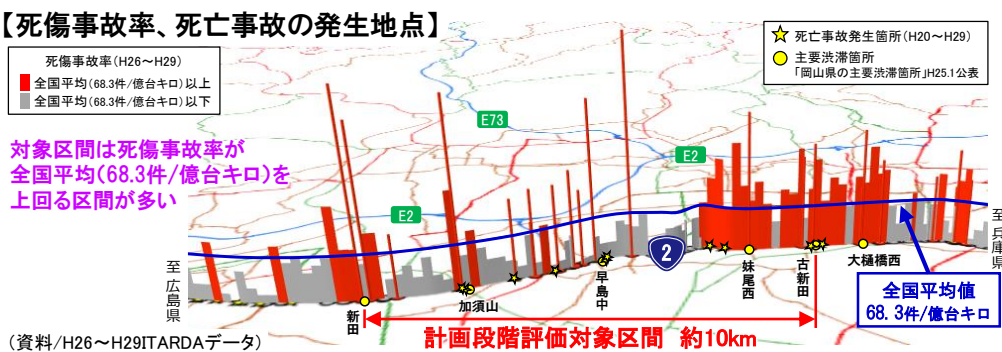 【死傷事故率、死亡事故の発生地点】
死傷事故率(H26～H29)
全国平均(68.3件/億台キロ)以上
全国平均(68.3件/億台キロ)以下
死亡事故発生箇所(H20～H29)
主要渋滞箇所
「岡山県の主要渋滞箇所」H25.1公表
対象区間は死傷事故率が
全国平均(68.3件/億台キロ)を
上回る区間が多い
E73
E2
E2
2
至 広島県
至 兵庫県
新田
加須山
早島中
妹尾西
古新田
大樋橋西
全国平均値
68.3件/億台キロ
計画段階評価対象区間 約10km
(資料/H26～H29ITARDAデータ)